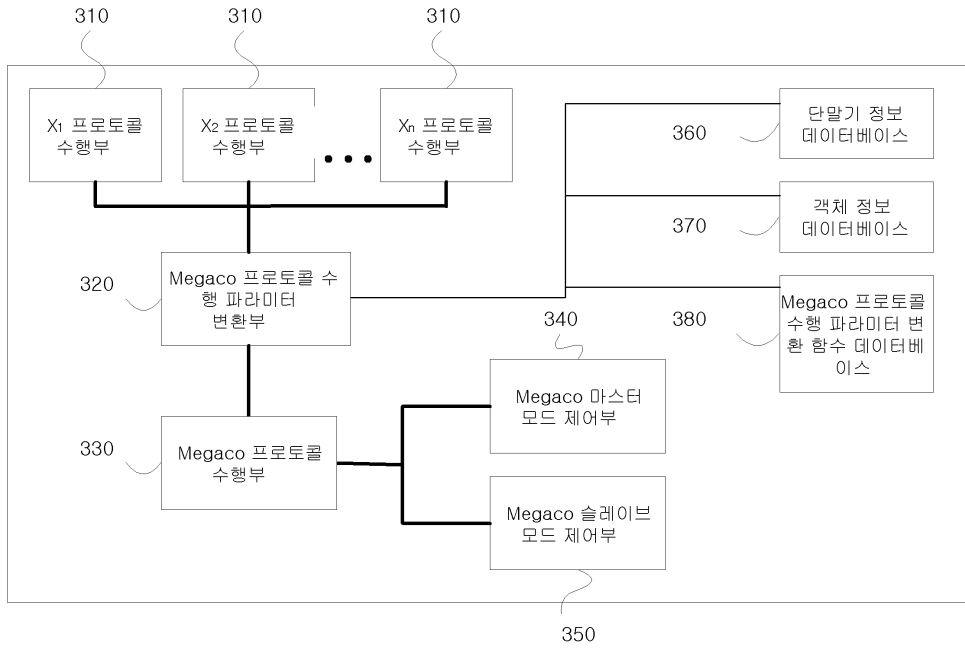 310
310
310
X1 프로토콜
수행부
X2 프로토콜
수행부
Xn 프로토콜
수행부
360
단말기 정보
데이터베이스
370
객체 정보
데이터베이스
320
Megaco 프로토콜 수
행 파라미터
변환부
380
Megaco 프로토콜
수행 파라미터 변
환 함수 데이터베
이스
340
Megaco 마스터
모드 제어부
330
Megaco 프로토콜
수행부
Megaco 슬레이브
모드 제어부
350